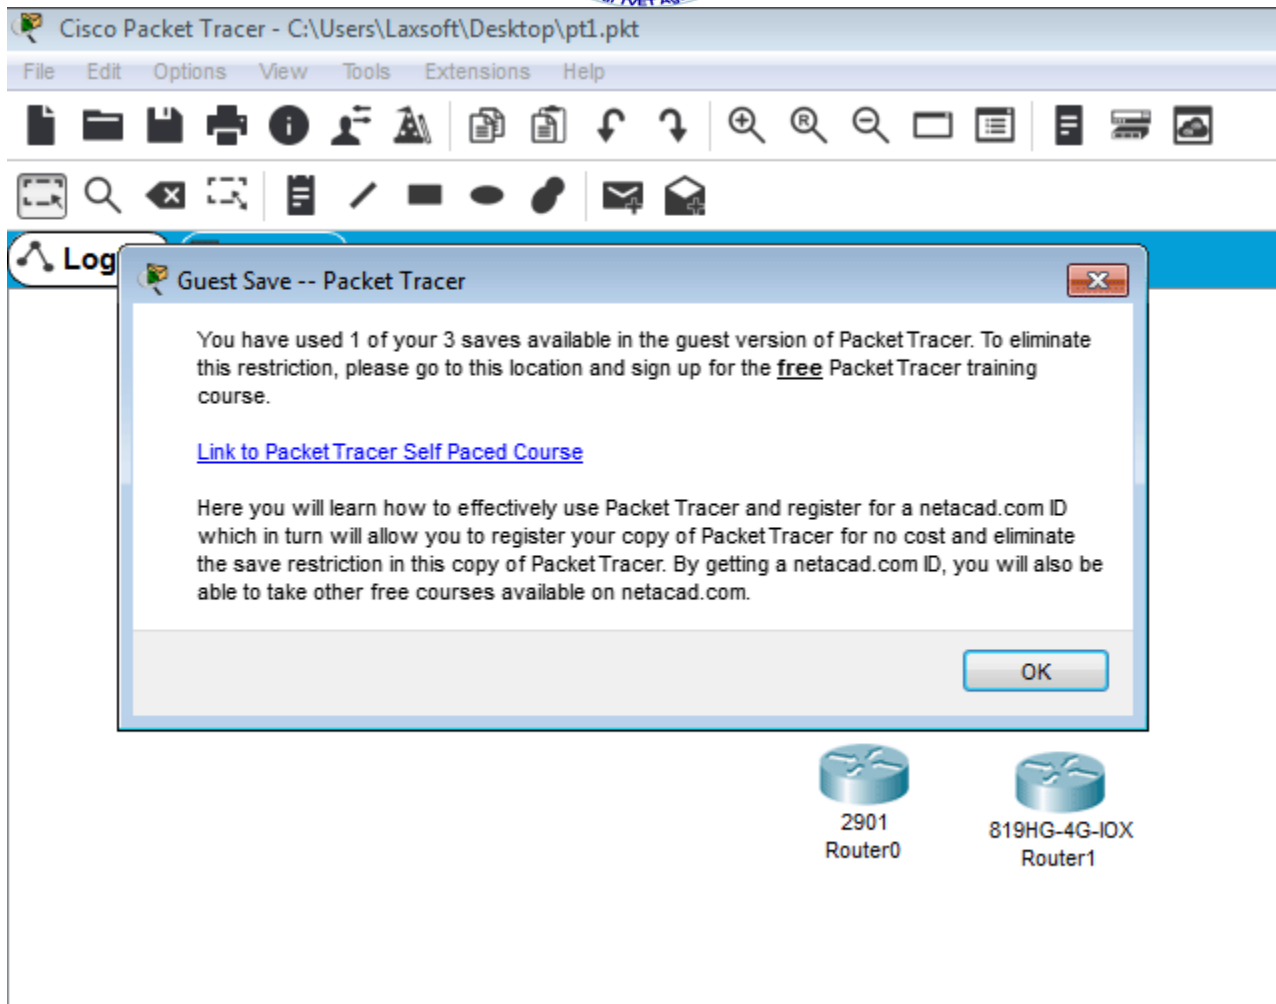 Cisco Packet Tracer - C:\Users\Laxsoft\Desktop\pt1.pkt
File Edit Options View Tools Extensions Help
Log
Guest Save -- Packet Tracer
You have used 1 of your 3 saves available in the guest version of Packet Tracer. To eliminate
this restriction, please go to this location and sign up for the free Packet Tracer training
course.
Link to Packet Tracer Self Paced Course
Here you will learn how to effectively use Packet Tracer and register for a netacad.com ID
which in turn will allow you to register your copy of Packet Tracer for no cost and eliminate
the save restriction in this copy of Packet Tracer. By getting a netacad.com ID, you will also be
able to take other free courses available on netacad.com.
OK
2901
Router0
819HG-4G-IOX
Router1